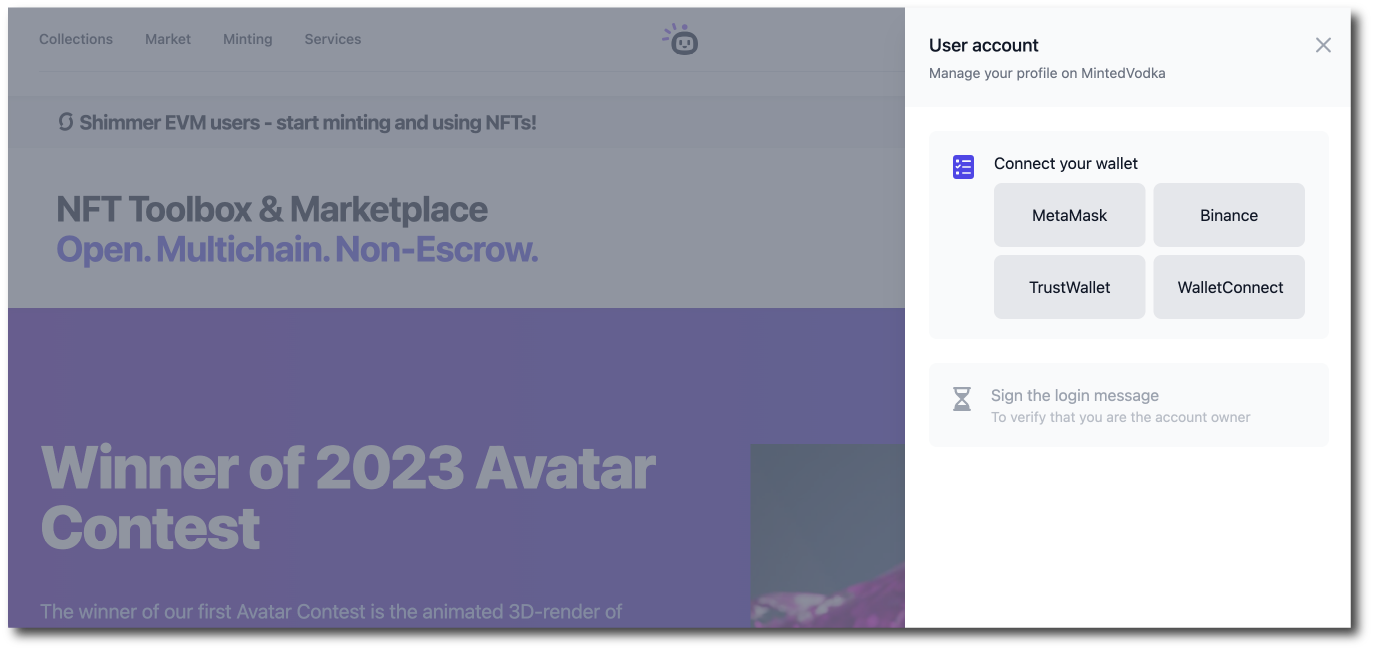 Collections Market Minting Services
Shimmer EVM users - start minting and using NFTs!
NFT Toolbox & Marketplace
Open. Multichain. Non-Escrow.
Winner of 2023 Avatar
Contest
The winner of our first Avatar Contest is the animated 3D-render of
User account
Manage your profile on MintedVodka
Connect your wallet
MetaMask Binance
TrustWallet WalletConnect
Sign the login message
To verify that you are the account owner